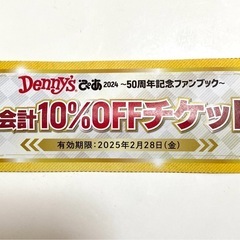 Denny's ぴあ 2024 〜50周年記念ファンブック〜
会計10%OFFチケット
有効期限：2025年2月28日(金)